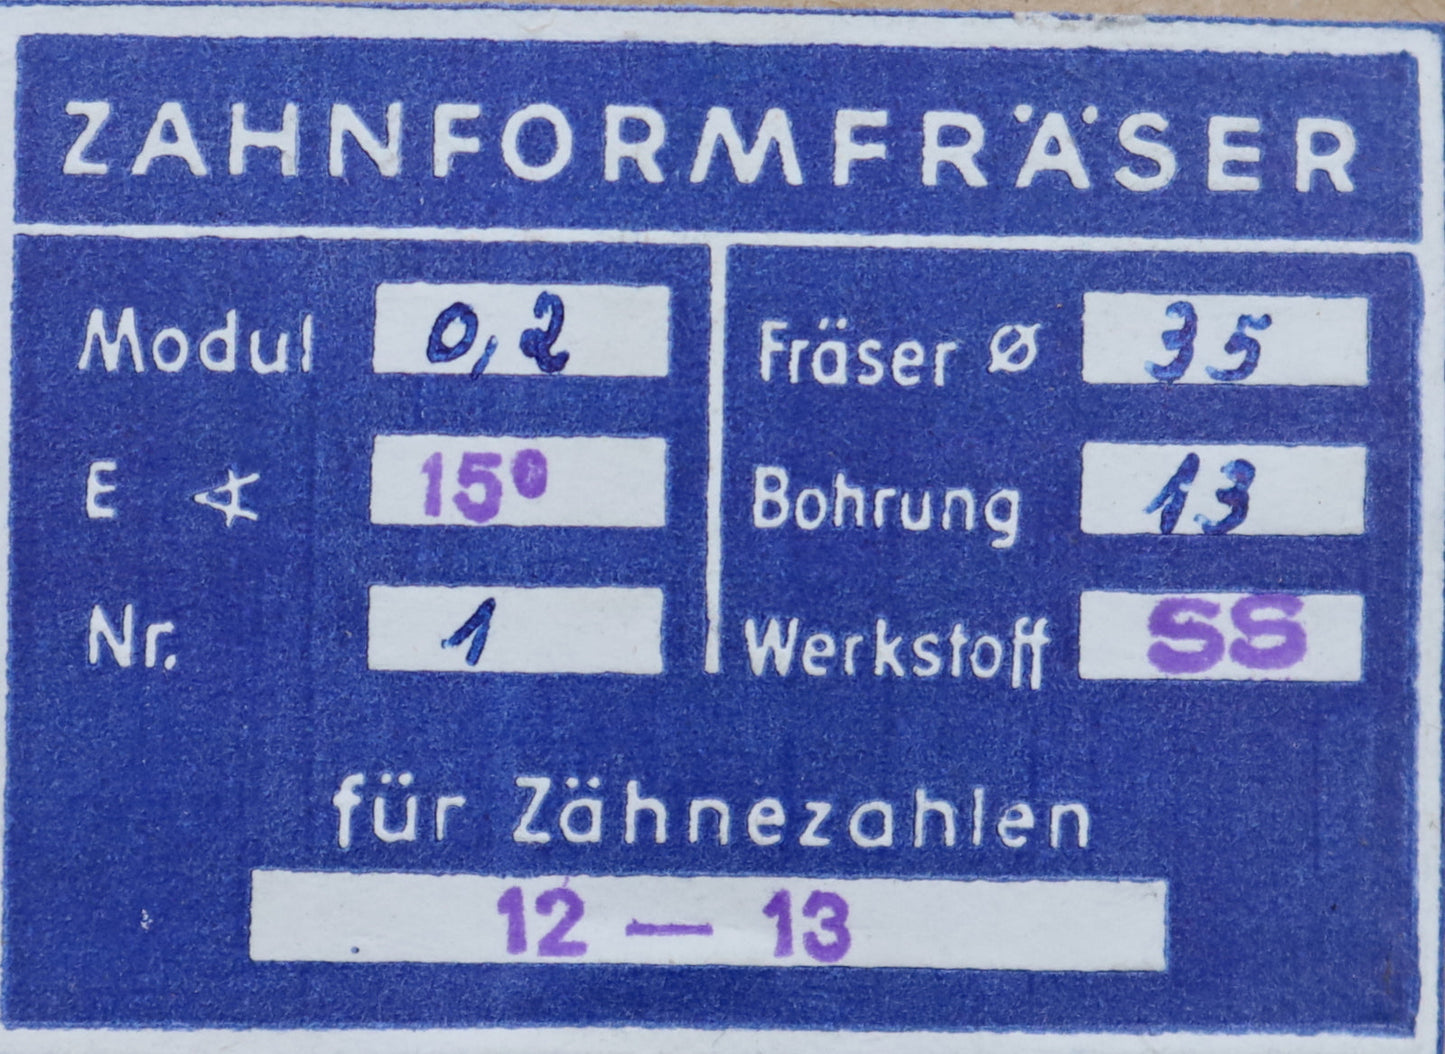 ZAHNFORMFRÄSER
Modul 0,2
E ∢ 15°
Nr. 1
Fräser ⌀ 35
Bohrung 13
Werkstoff SS
für Zähnezahlen
12 — 13